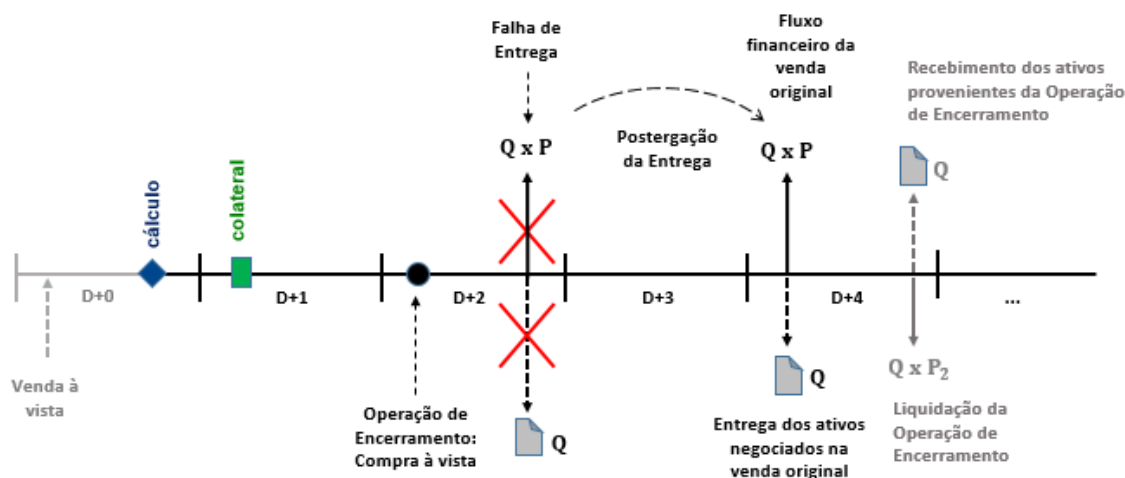 Falha de
Entrega
Fluxo
financeiro da
venda
original
Recebimento dos ativos
provenientes da Operação
de Encerramento
Q x P
Postergação
da Entrega
Q x P
Q
cálculo
colateral
D+0
D+1
D+2
D+3
D+4
...
Venda à
vista
Operação de
Encerramento:
Compra à vista
Q
Q
Entrega dos ativos
negociados na
venda original
Q x P₂
Liquidação da
Operação de
Encerramento